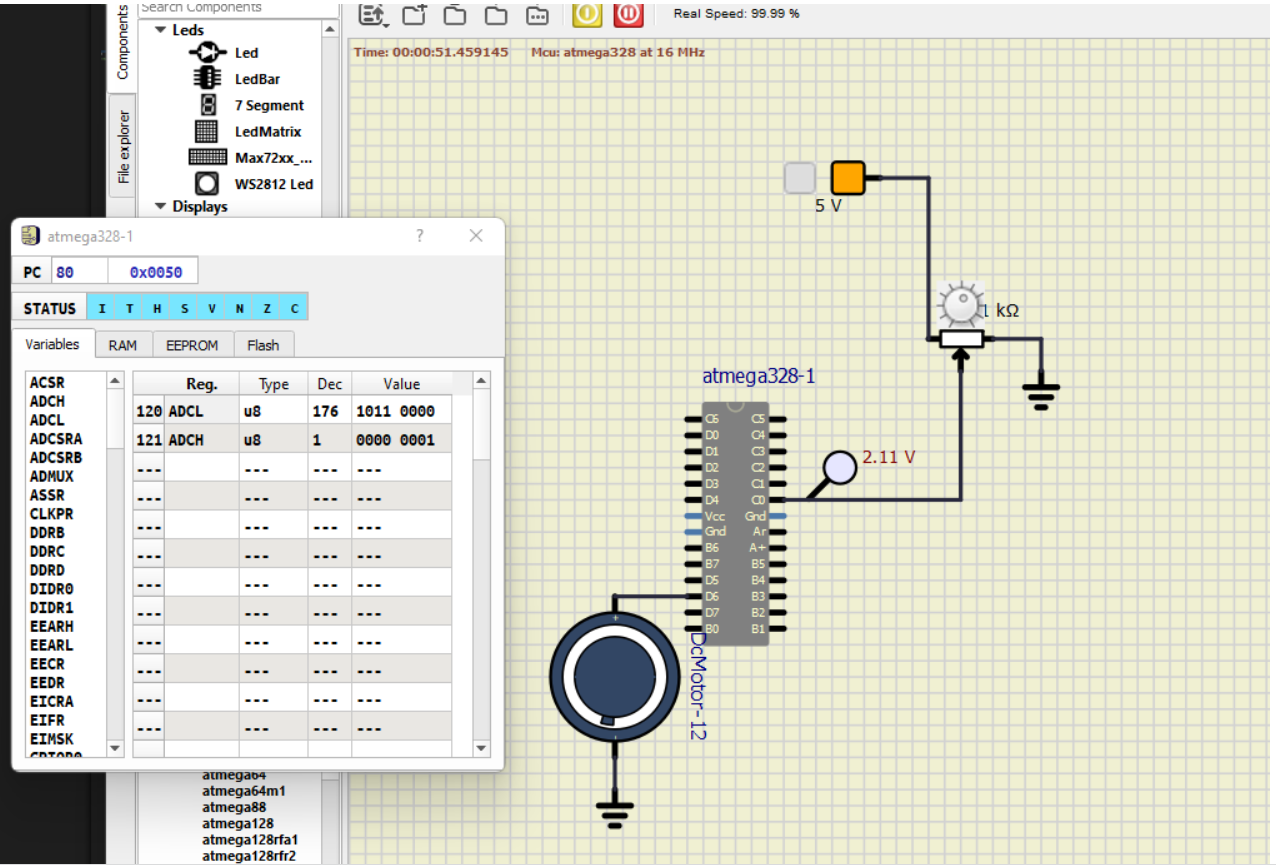 Search Components
Real Speed: 99.99 %
Components
File explorer
Leds
Led
LedBar
7 Segment
LedMatrix
Max72xx_...
WS2812 Led
Displays
Time: 00:00:51.459145 Mcu: atmega328 at 16 MHz
5 V
1 kΩ
atmega328-1
2.11 V
C6 C5
D0 C4
D1 C3
D2 C2
D3 C1
D4 C0
Vcc Gnd
Gnd Ar
B6 A+
B7 B5
D5 B4
D6 B3
D7 B2
B0 B1
DcMotor-12
+
atmega328-1
?
PC 80 0x0050
STATUS I T H S V N Z C
Variables RAM EEPROM Flash
ACSR
ADCH
ADCL
ADCSRA
ADCSRB
ADMUX
ASSR
CLKPR
DDRB
DDRC
DDRD
DIDR0
DIDR1
EEARH
EEARL
EECR
EEDR
EICRA
EIFR
EIMSK
Reg. Type Dec Value
120 ADCL u8 176 1011 0000
121 ADCH u8 1 0000 0001
--- --- --- ---
--- --- --- ---
--- --- --- ---
--- --- --- ---
--- --- --- ---
--- --- --- ---
--- --- --- ---
--- --- --- ---
--- --- --- ---
--- --- --- ---
atmega64
atmega64m1
atmega88
atmega128
atmega128rfa1
atmega128rfr2